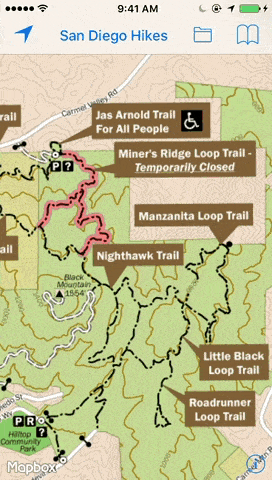 9:41 AM
San Diego Hikes
rail
Carmel Valley Rd
Jas Arnold Trail
For All People
P ?
Miner's Ridge Loop Trail -
Temporarily Closed
Manzanita Loop Trail
ail
Nighthawk Trail
Black
Mountain
1554
Little Black
Loop Trail
Roadrunner
Loop Trail
P R
?
Hilltop
Community
Park
Mapbox